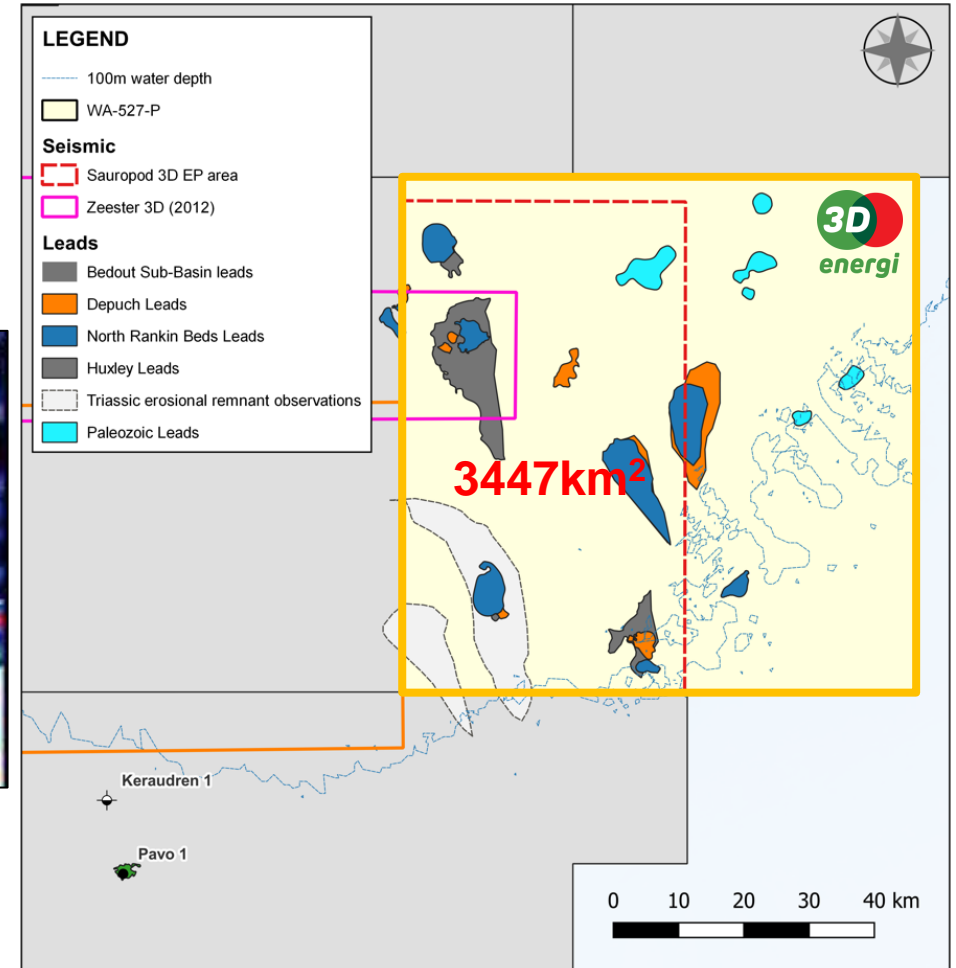 LEGEND
100m water depth
WA-527-P
Seismic
Sauropod 3D EP area
Zeester 3D (2012)
Leads
Bedout Sub-Basin leads
Depuch Leads
North Rankin Beds Leads
Huxley Leads
Triassic erosional remnant observations
Paleozoic Leads
3D
energi
3447km²
Keraudren 1
Pavo 1
0 10 20 30 40 km